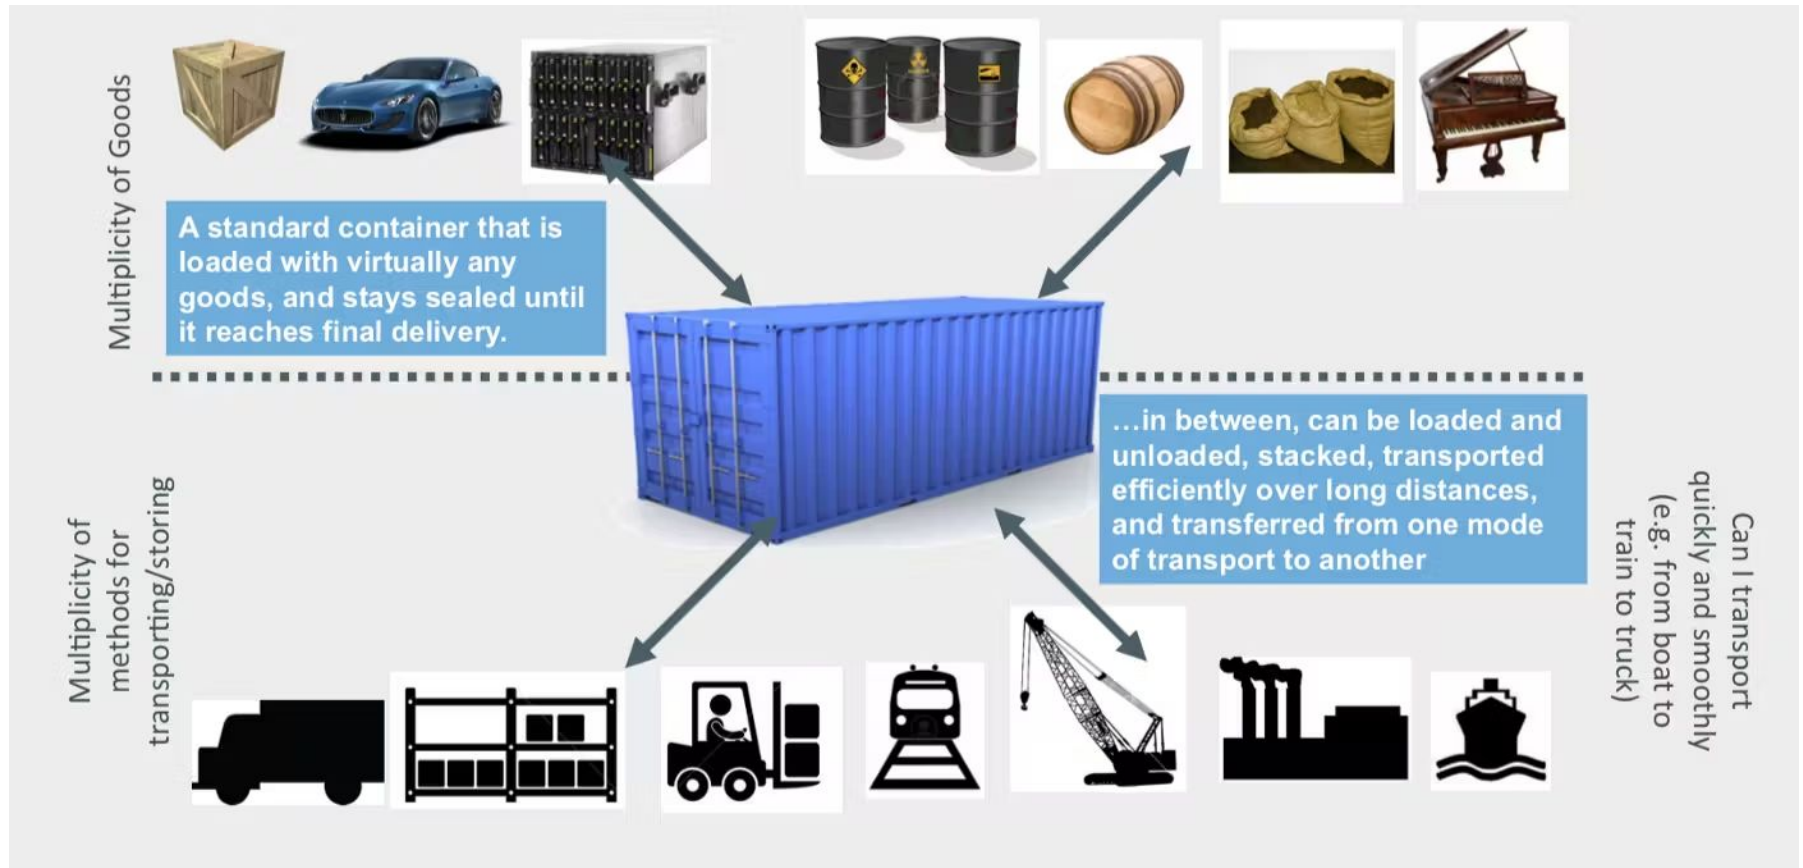 Multiplicity of Goods
A standard container that is
loaded with virtually any
goods, and stays sealed until
it reaches final delivery.
…in between, can be loaded and
unloaded, stacked, transported
efficiently over long distances,
and transferred from one mode
of transport to another
Multiplicity of
methods for
transporting/storing
Can I transport
quickly and smoothly
(e.g. from boat to
train to truck)